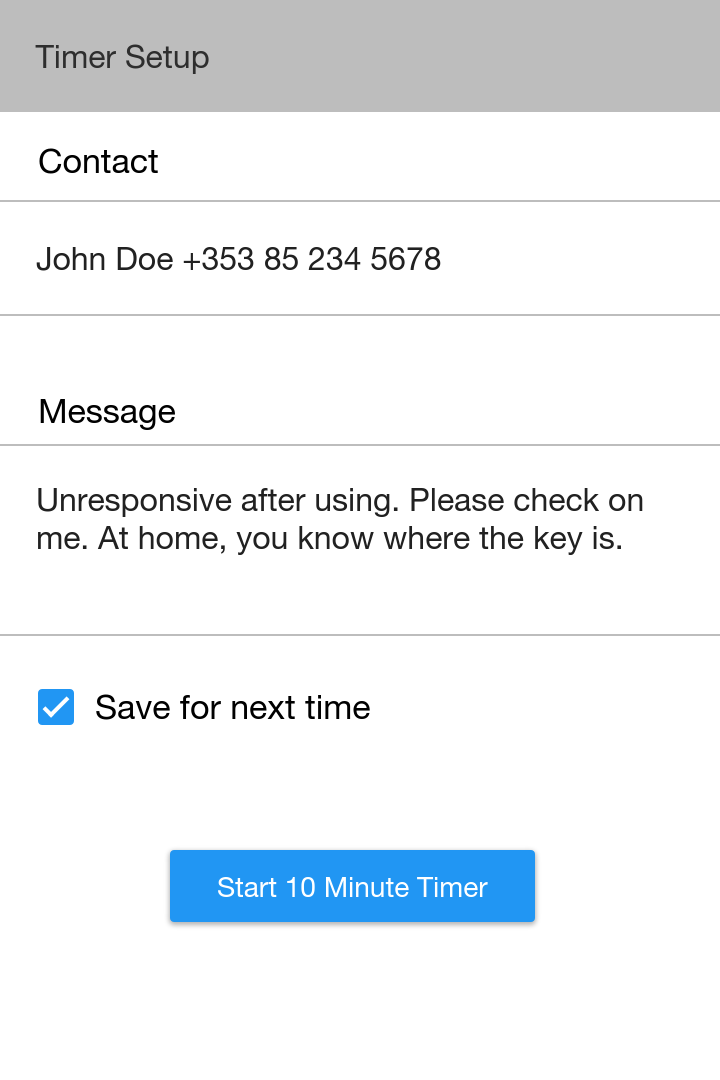 Timer Setup
Contact
John Doe +353 85 234 5678
Message
Unresponsive after using. Please check on
me. At home, you know where the key is.
Save for next time
Start 10 Minute Timer